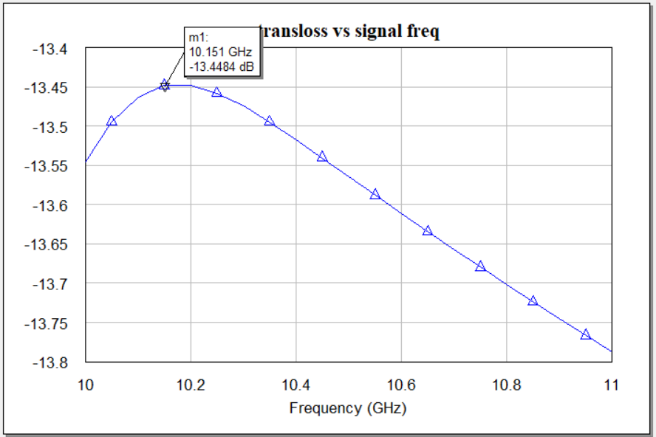 transloss vs signal freq
m1:
10.151 GHz
-13.4484 dB
-13.4
-13.45
-13.5
-13.55
-13.6
-13.65
-13.7
-13.75
-13.8
10 10.2 10.4 10.6 10.8 11
Frequency (GHz)